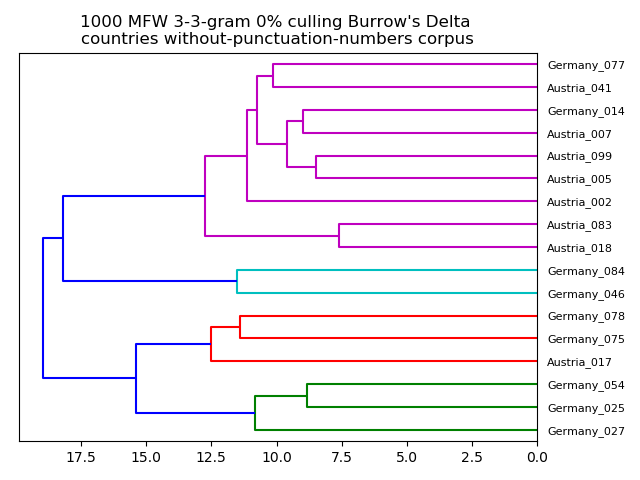 1000 MFW 3-3-gram 0% culling Burrow's Delta
countries without-punctuation-numbers corpus
Germany_077
Austria_041
Germany_014
Austria_007
Austria_099
Austria_005
Austria_002
Austria_083
Austria_018
Germany_084
Germany_046
Germany_078
Germany_075
Austria_017
Germany_054
Germany_025
Germany_027
17.5 15.0 12.5 10.0 7.5 5.0 2.5 0.0